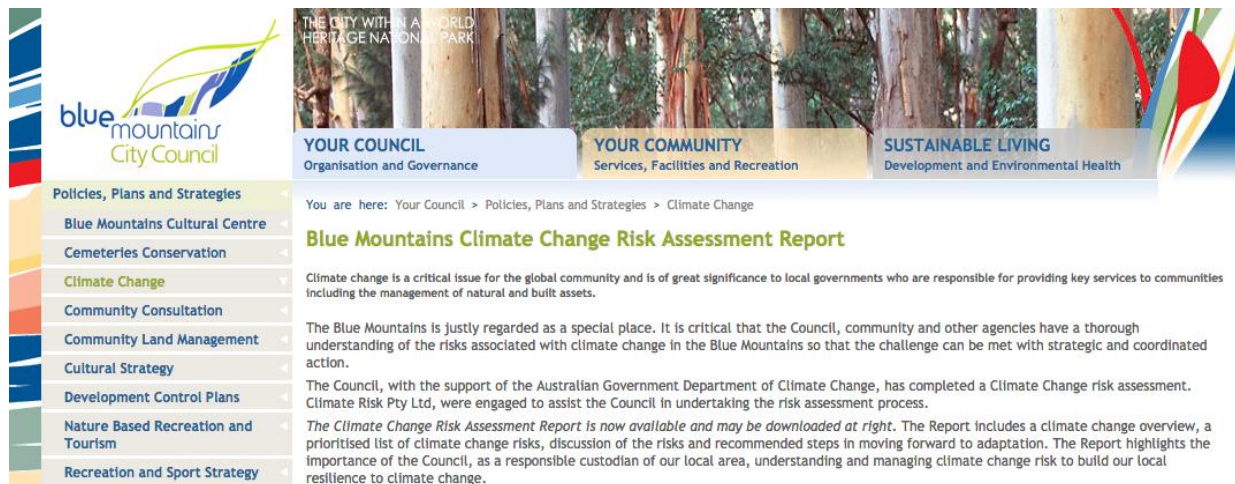 THE CITY WITHIN A WORLD
HERITAGE NATIONAL PARK
blue
mountains
City Council
YOUR COUNCIL
Organisation and Governance
YOUR COMMUNITY
Services, Facilities and Recreation
SUSTAINABLE LIVING
Development and Environmental Health
Policies, Plans and Strategies
Blue Mountains Cultural Centre
Cemeteries Conservation
Climate Change
Community Consultation
Community Land Management
Cultural Strategy
Development Control Plans
Nature Based Recreation and
Tourism
Recreation and Sport Strategy
You are here: Your Council > Policies, Plans and Strategies > Climate Change
Blue Mountains Climate Change Risk Assessment Report
Climate change is a critical issue for the global community and is of great significance to local governments who are responsible for providing key services to communities
including the management of natural and built assets.
The Blue Mountains is justly regarded as a special place. It is critical that the Council, community and other agencies have a thorough
understanding of the risks associated with climate change in the Blue Mountains so that the challenge can be met with strategic and coordinated
action.
The Council, with the support of the Australian Government Department of Climate Change, has completed a Climate Change risk assessment.
Climate Risk Pty Ltd, were engaged to assist the Council in undertaking the risk assessment process.
The Climate Change Risk Assessment Report is now available and may be downloaded at right. The Report includes a climate change overview, a
prioritised list of climate change risks, discussion of the risks and recommended steps in moving forward to adaptation. The Report highlights the
importance of the Council, as a responsible custodian of our local area, understanding and managing climate change risk to build our local
resilience to climate change.